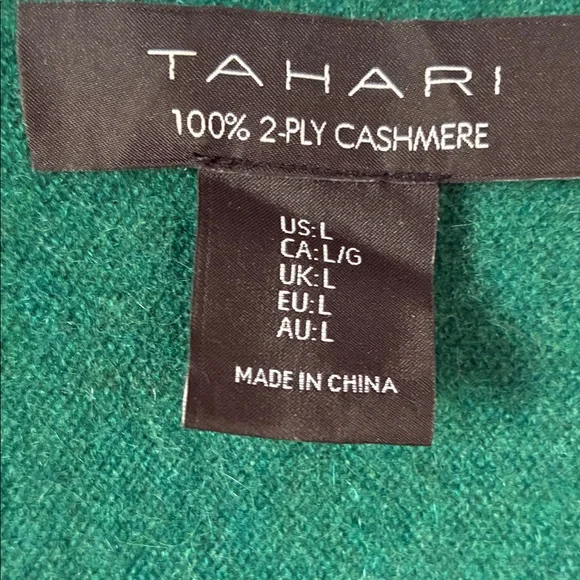 TAHARI
100% 2-PLY CASHMERE
US:L
CA:L/G
UK:L
EU:L
AU:L
MADE IN CHINA